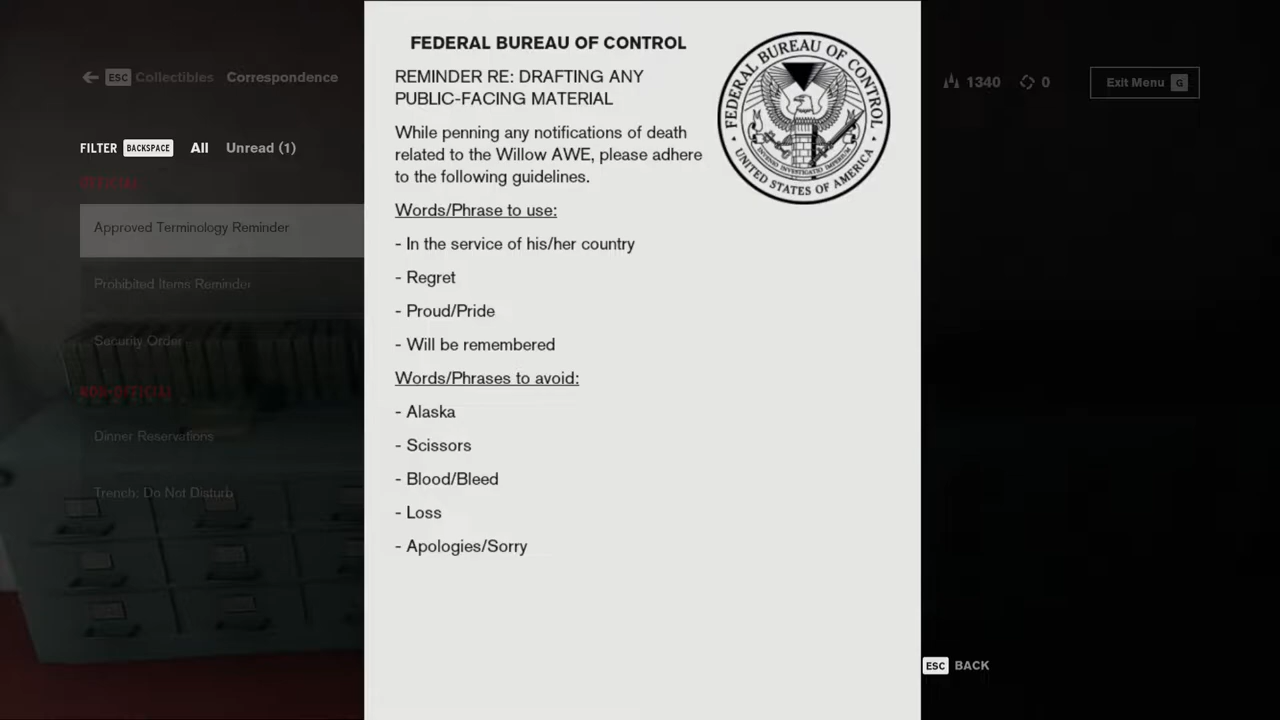 ESC Collectibles Correspondence
1340 0
Exit Menu G
FILTER BACKSPACE All Unread (1)
OFFICIAL
Approved Terminology Reminder
Prohibited Items Reminder
Security Order
NON-OFFICIAL
Dinner Reservations
Trench: Do Not Disturb
FEDERAL BUREAU OF CONTROL
REMINDER RE: DRAFTING ANY
PUBLIC-FACING MATERIAL
While penning any notifications of death
related to the Willow AWE, please adhere
to the following guidelines.
Words/Phrase to use:
- In the service of his/her country
- Regret
- Proud/Pride
- Will be remembered
Words/Phrases to avoid:
- Alaska
- Scissors
- Blood/Bleed
- Loss
- Apologies/Sorry
FEDERAL BUREAU OF CONTROL
UNITED STATES OF AMERICA
ESC BACK